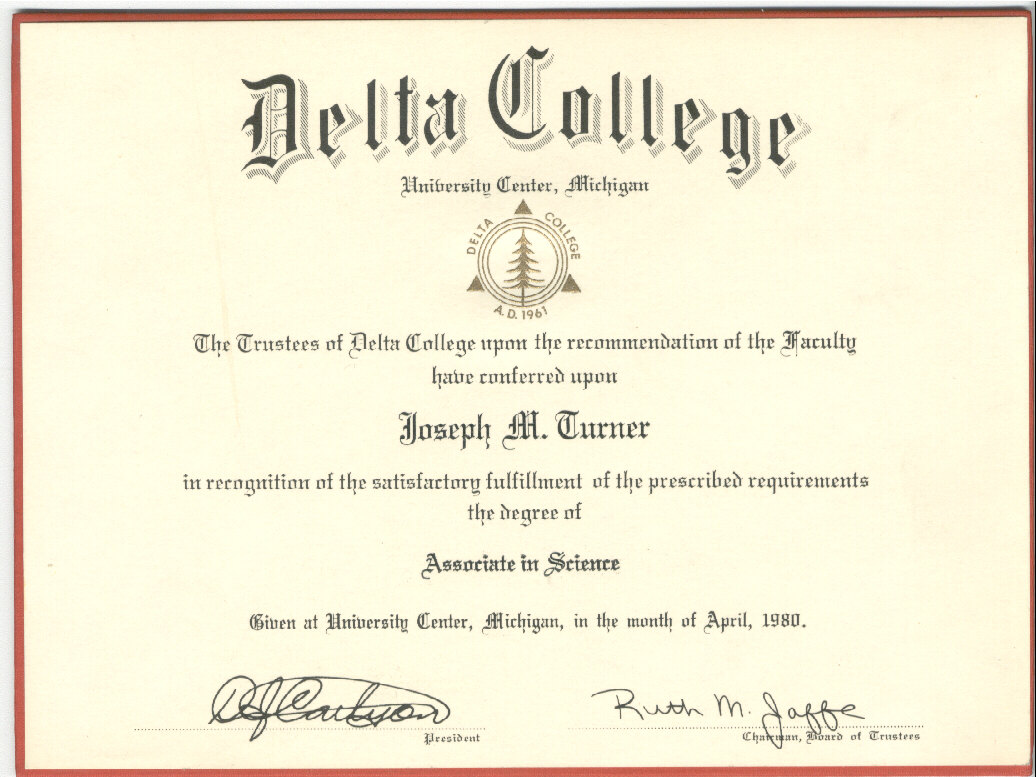 Delta College
University Center, Michigan
DELTA COLLEGE
A.D. 1961
The Trustees of Delta College upon the recommendation of the Faculty
have conferred upon
Joseph M. Turner
in recognition of the satisfactory fulfillment of the prescribed requirements
the degree of
Associate in Science
Given at University Center, Michigan, in the month of April, 1980.
Ruth M. Jaffe
President
Chairman, Board of Trustees